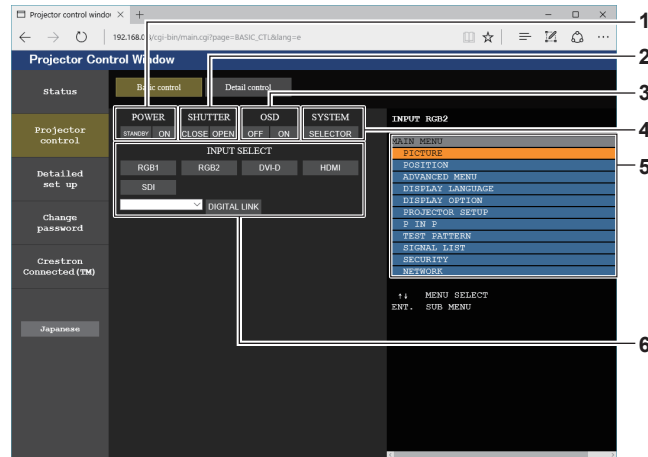 Projector control window
192.168.0.8/cgi-bin/main.cgi?page=BASIC_CTL&lang=e
Projector Control Window
Status
Projector control
Detailed set up
Change password
Crestron Connected(TM)
Japanese
Basic control
Detail control
POWER
STANDBY ON
SHUTTER
CLOSE OPEN
OSD
OFF ON
SYSTEM
SELECTOR
INPUT SELECT
RGB1 RGB2 DVI-D HDMI
SDI
DIGITAL LINK
INPUT RGB2
MAIN MENU
PICTURE
POSITION
ADVANCED MENU
DISPLAY LANGUAGE
DISPLAY OPTION
PROJECTOR SETUP
P IN P
TEST PATTERN
SIGNAL LIST
SECURITY
NETWORK
↑↓ MENU SELECT
ENT. SUB MENU
1
2
3
4
5
6